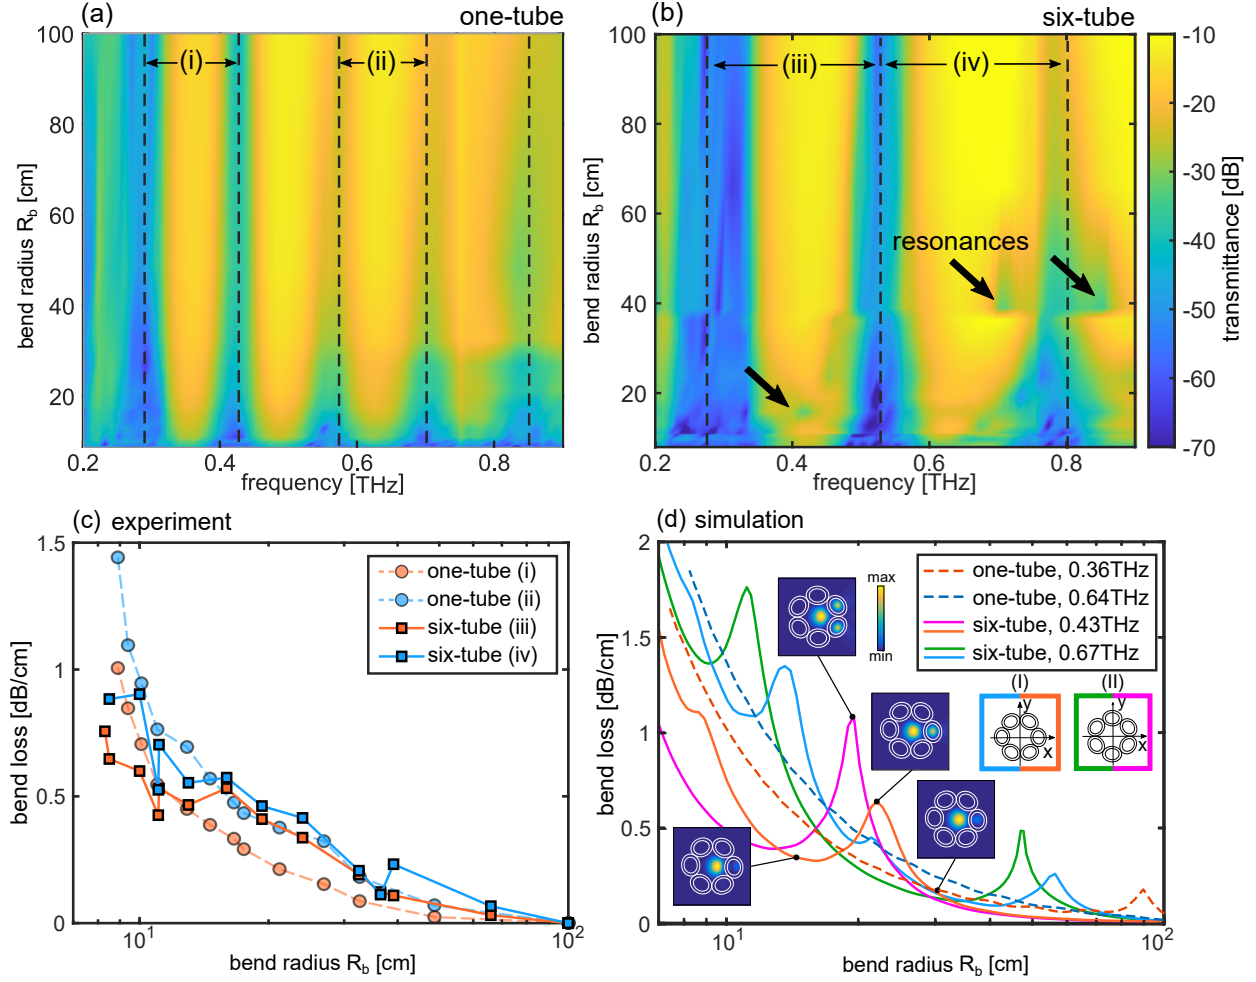 (a)
one-tube
100
80
60
40
20
bend radius R_b [cm]
(i)
(ii)
0.2
0.4
0.6
0.8
frequency [THz]
(b)
six-tube
100
80
60
40
20
bend radius R_b [cm]
(iii)
(iv)
resonances
0.2
0.4
0.6
0.8
frequency [THz]
-10
-20
-30
-40
-50
-60
-70
transmittance [dB]
(c) experiment
1.5
1
0.5
0
bend loss [dB/cm]
one-tube (i)
one-tube (ii)
six-tube (iii)
six-tube (iv)
10^1
10^2
bend radius R_b [cm]
(d) simulation
2
1.5
1
0.5
0
bend loss [dB/cm]
max
min
one-tube, 0.36THz
one-tube, 0.64THz
six-tube, 0.43THz
six-tube, 0.67THz
(I)
y
x
(II)
y
x
10^1
10^2
bend radius R_b [cm]